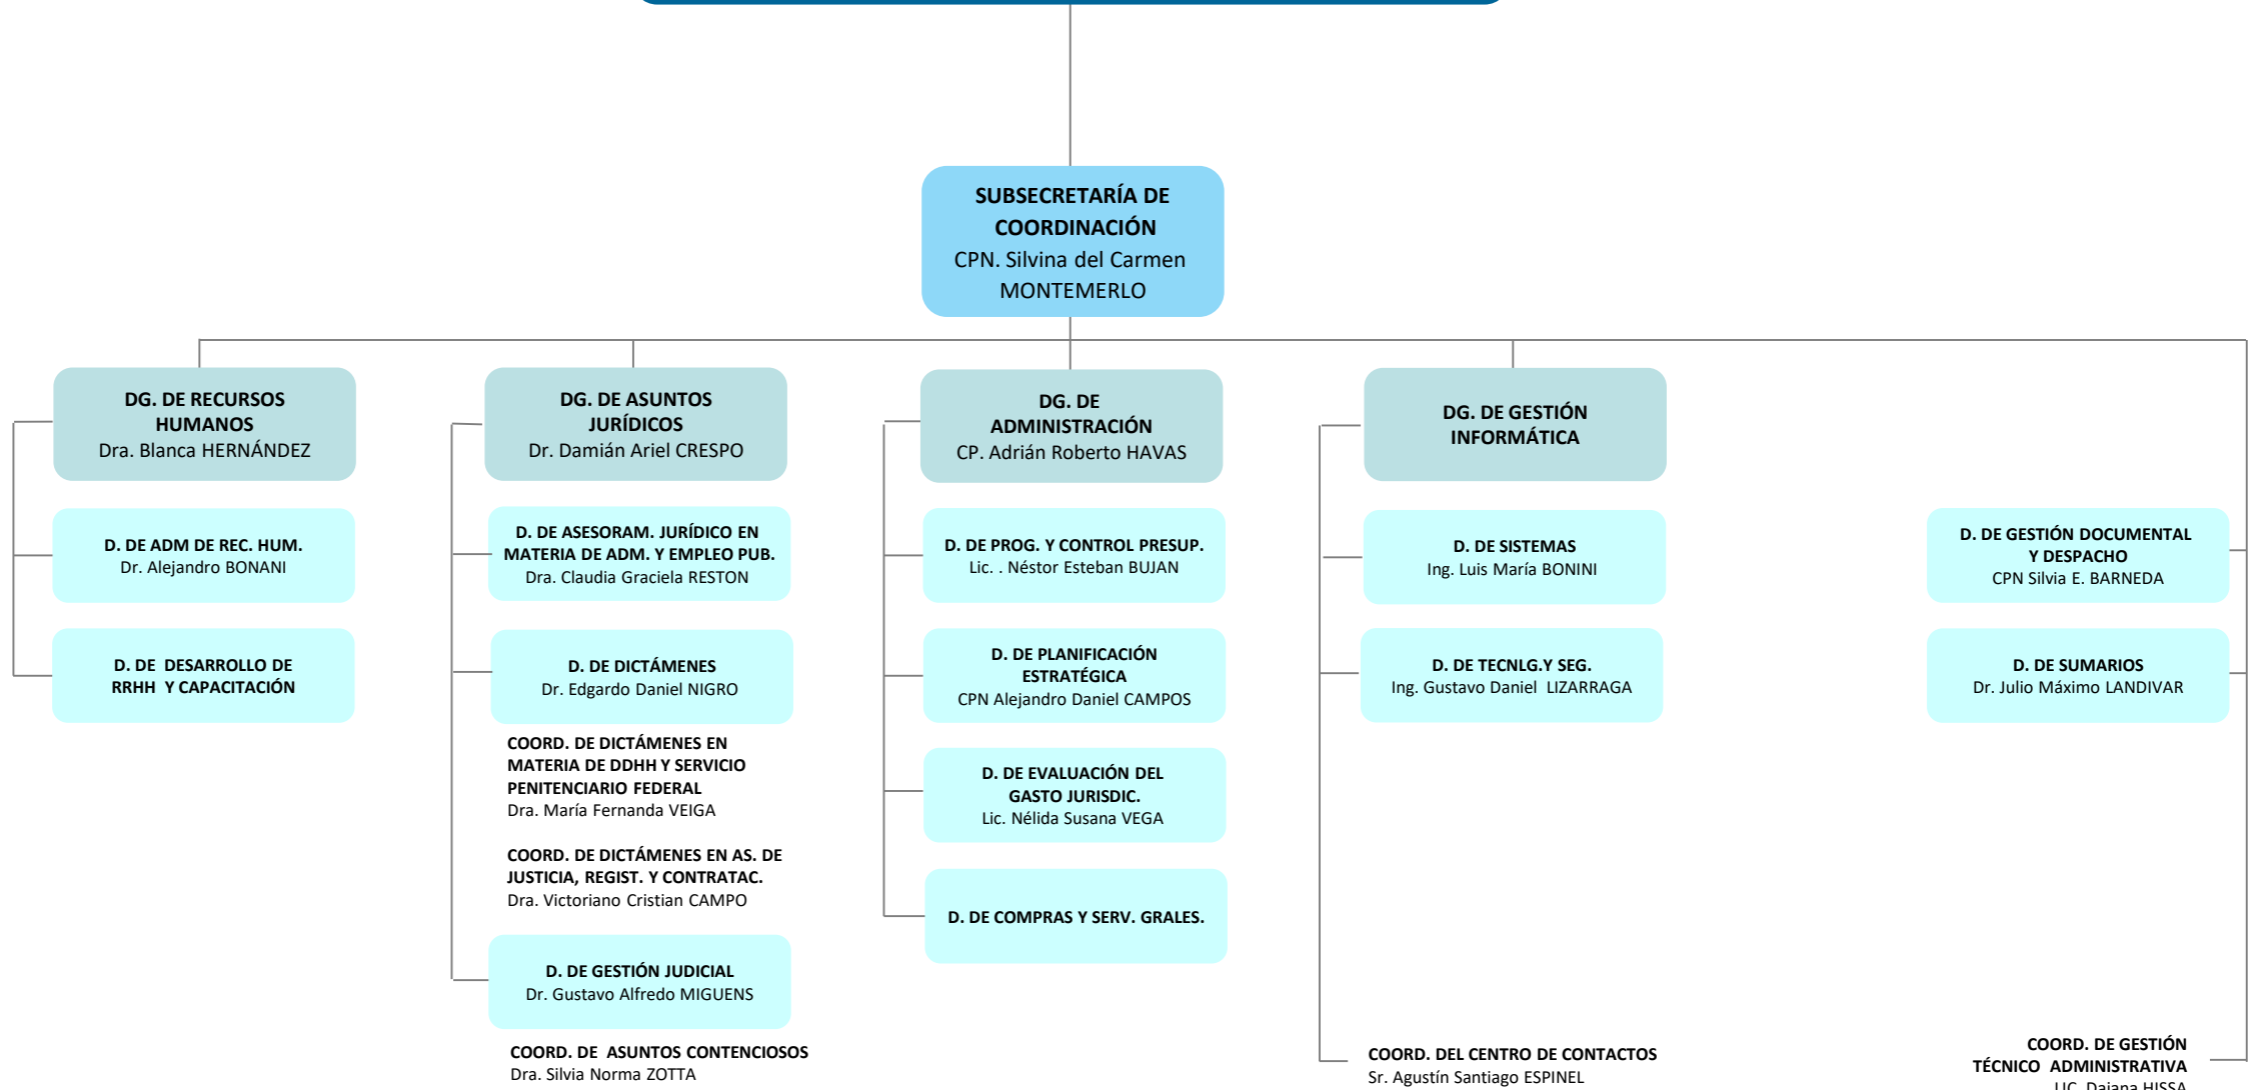 SUBSECRETARÍA DE
COORDINACIÓN
CPN. Silvina del Carmen
MONTEMERLO
DG. DE RECURSOS
HUMANOS
Dra. Blanca HERNÁNDEZ
D. DE ADM DE REC. HUM.
Dr. Alejandro BONANI
D. DE DESARROLLO DE
RRHH Y CAPACITACIÓN
DG. DE ASUNTOS
JURÍDICOS
Dr. Damián Ariel CRESPO
D. DE ASESORAM. JURÍDICO EN
MATERIA DE ADM. Y EMPLEO PUB.
Dra. Claudia Graciela RESTON
D. DE DICTÁMENES
Dr. Edgardo Daniel NIGRO
COORD. DE DICTÁMENES EN
MATERIA DE DDHH Y SERVICIO
PENITENCIARIO FEDERAL
Dra. María Fernanda VEIGA
COORD. DE DICTÁMENES EN AS. DE
JUSTICIA, REGIST. Y CONTRATAC.
Dra. Victoriano Cristian CAMPO
D. DE GESTIÓN JUDICIAL
Dr. Gustavo Alfredo MIGUENS
COORD. DE ASUNTOS CONTENCIOSOS
Dra. Silvia Norma ZOTTA
DG. DE
ADMINISTRACIÓN
CP. Adrián Roberto HAVAS
D. DE PROG. Y CONTROL PRESUP.
Lic. . Néstor Esteban BUJAN
D. DE PLANIFICACIÓN
ESTRATÉGICA
CPN Alejandro Daniel CAMPOS
D. DE EVALUACIÓN DEL
GASTO JURISDIC.
Lic. Nélida Susana VEGA
D. DE COMPRAS Y SERV. GRALES.
DG. DE GESTIÓN
INFORMÁTICA
D. DE SISTEMAS
Ing. Luis María BONINI
D. DE TECNLG.Y SEG.
Ing. Gustavo Daniel LIZARRAGA
COORD. DEL CENTRO DE CONTACTOS
Sr. Agustín Santiago ESPINEL
D. DE GESTIÓN DOCUMENTAL
Y DESPACHO
CPN Silvia E. BARNEDA
D. DE SUMARIOS
Dr. Julio Máximo LANDIVAR
COORD. DE GESTIÓN
TÉCNICO ADMINISTRATIVA
LIC. Daiana HISSA